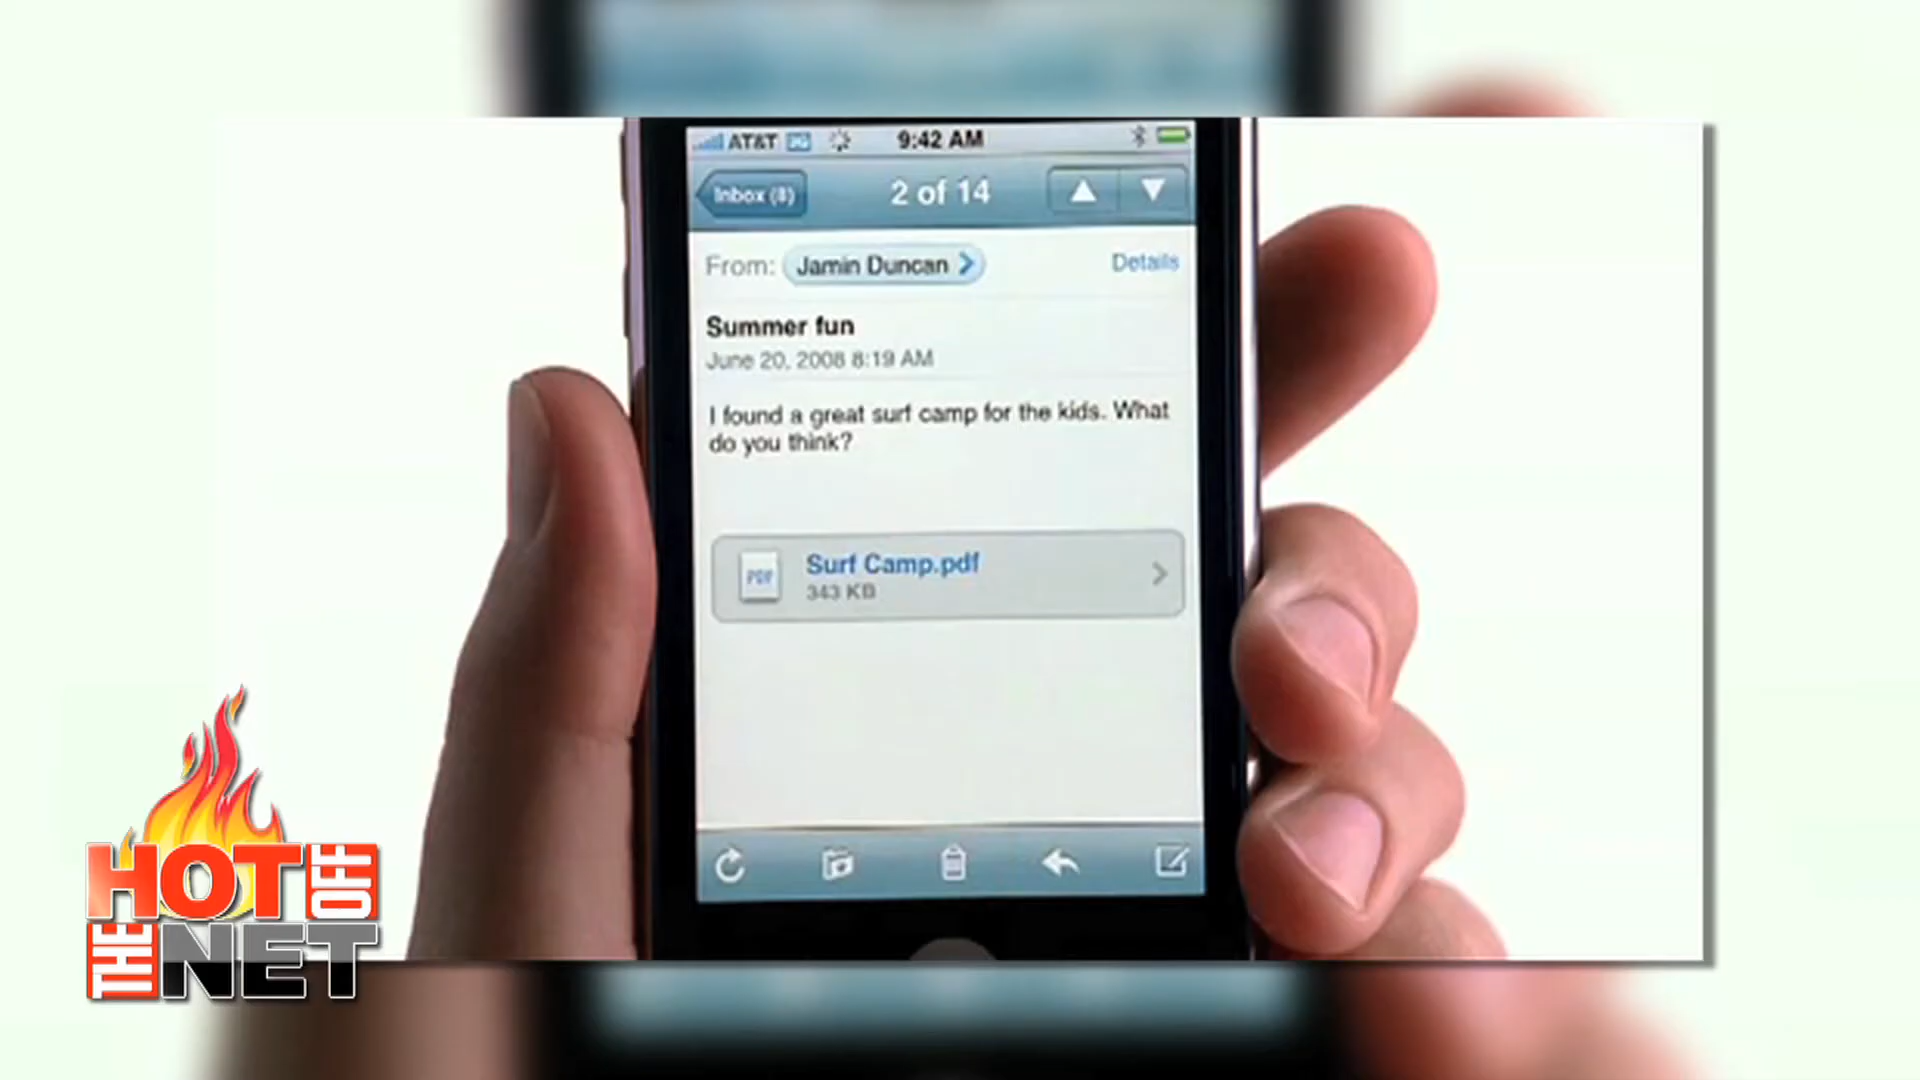 AT&T 3G 9:42 AM
Inbox (8) 2 of 14
From: Jamin Duncan Details
Summer fun
June 20, 2008 8:19 AM
I found a great surf camp for the kids. What
do you think?
PDF Surf Camp.pdf
343 KB
HOT OFF
THE NET